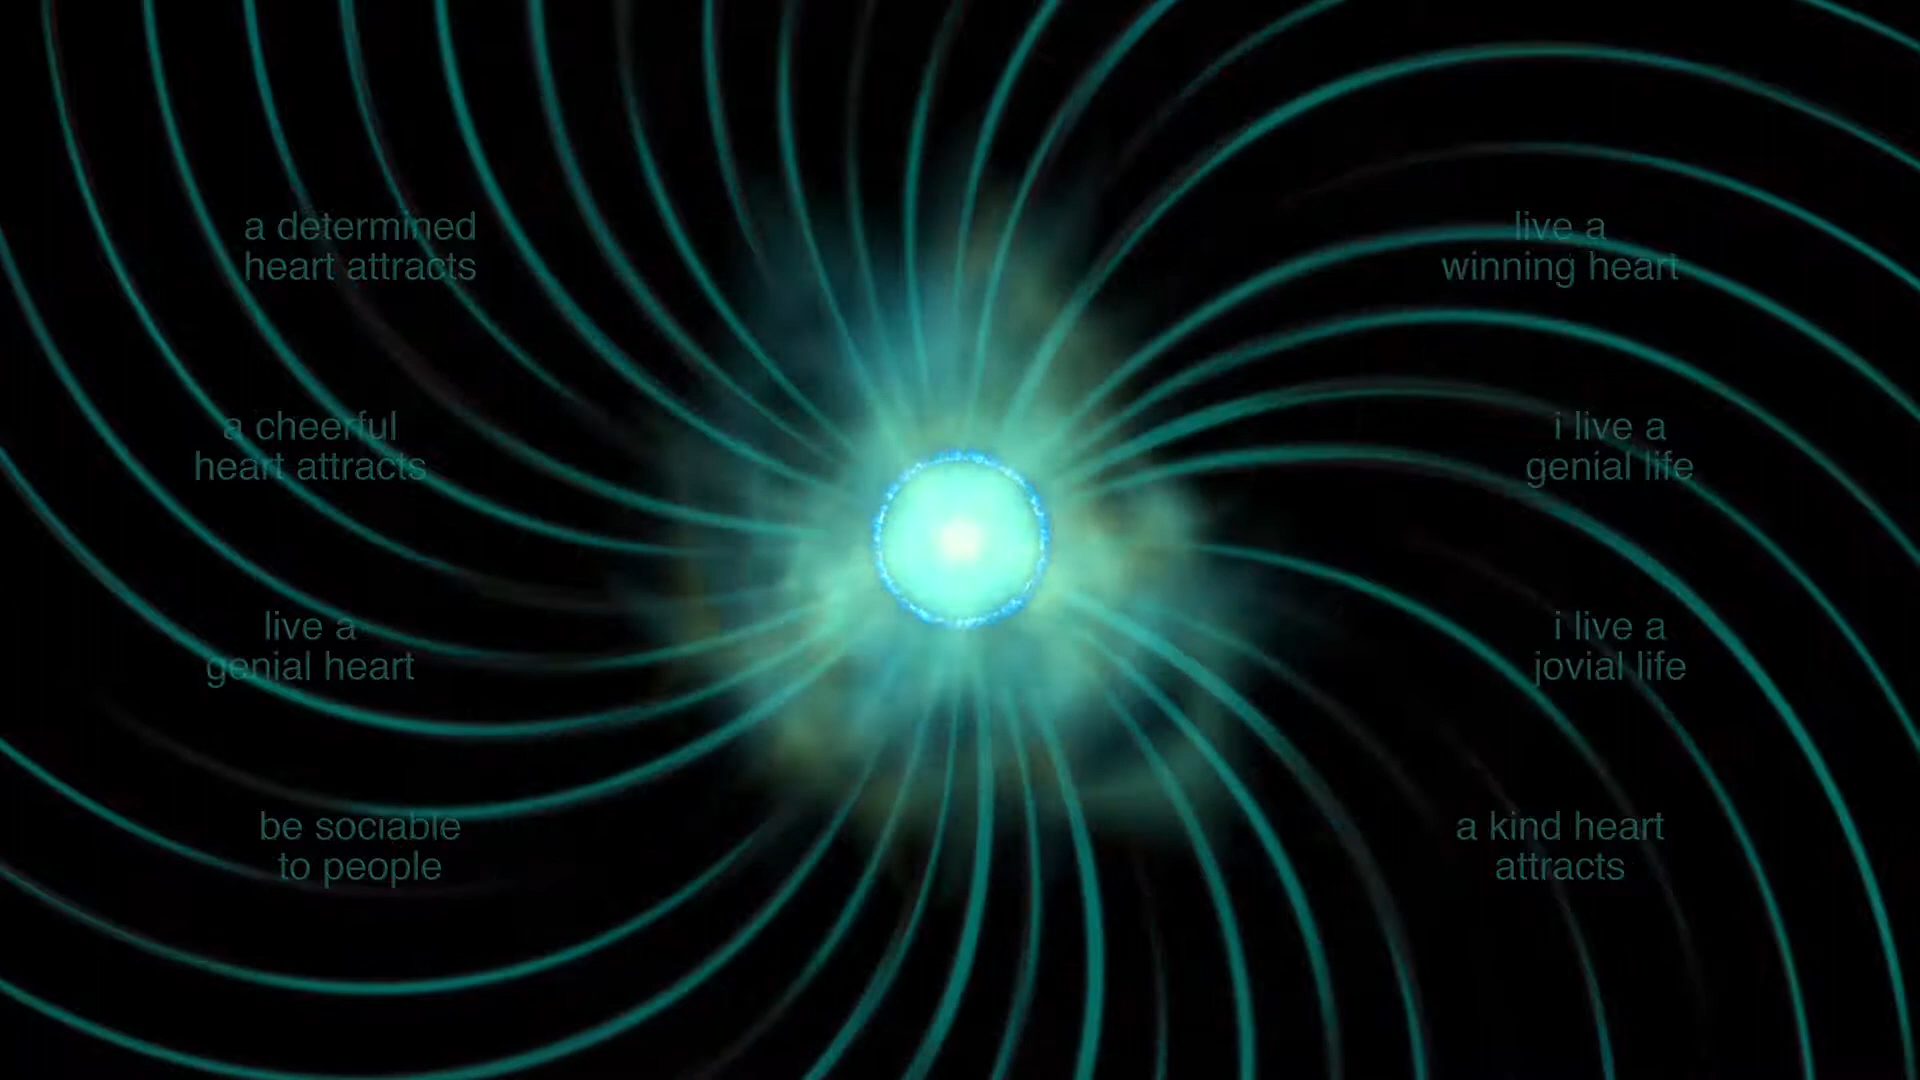 a determined
heart attracts
a cheerful
heart attracts
live a
genial heart
be sociable
to people
live a
winning heart
i live a
genial life
i live a
jovial life
a kind heart
attracts